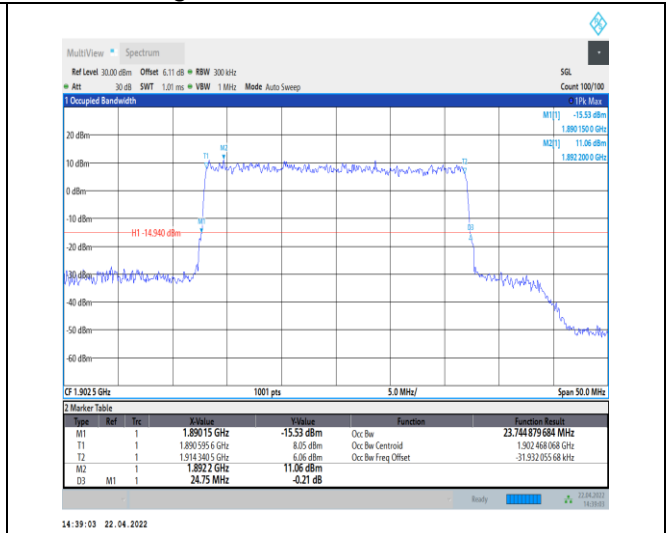 MultiView Spectrum
Ref Level 30.00 dBm Offset 6.11 dB RBW 300 kHz SGL
Att 30 dB SWT 1.01 ms VBW 1 MHz Mode Auto Sweep Count 100/100
1 Occupied Bandwidth 1Pk Max
M1[1] -15.53 dBm
1.890 150 0 GHz
M2[1] 11.06 dBm
1.892 200 0 GHz
20 dBm
M2
T1 T2
10 dBm
0 dBm
-10 dBm
M1 D3
H1 -14.940 dBm
-20 dBm
-30 dBm
-40 dBm
-50 dBm
-60 dBm
CF 1.902 5 GHz 1001 pts 5.0 MHz/ Span 50.0 MHz
2 Marker Table
Type Ref Trc X-Value Y-Value Function Function Result
M1 1 1.890 15 GHz -15.53 dBm Occ Bw 23.744 879 684 MHz
T1 1 1.890 595 6 GHz 8.05 dBm Occ Bw Centroid 1.902 468 068 GHz
T2 1 1.914 340 5 GHz 6.06 dBm Occ Bw Freq Offset -31.932 055 68 kHz
M2 1 1.892 2 GHz 11.06 dBm
D3 M1 1 24.75 MHz -0.21 dB
Ready 22.04.2022
14:39:03
14:39:03 22.04.2022